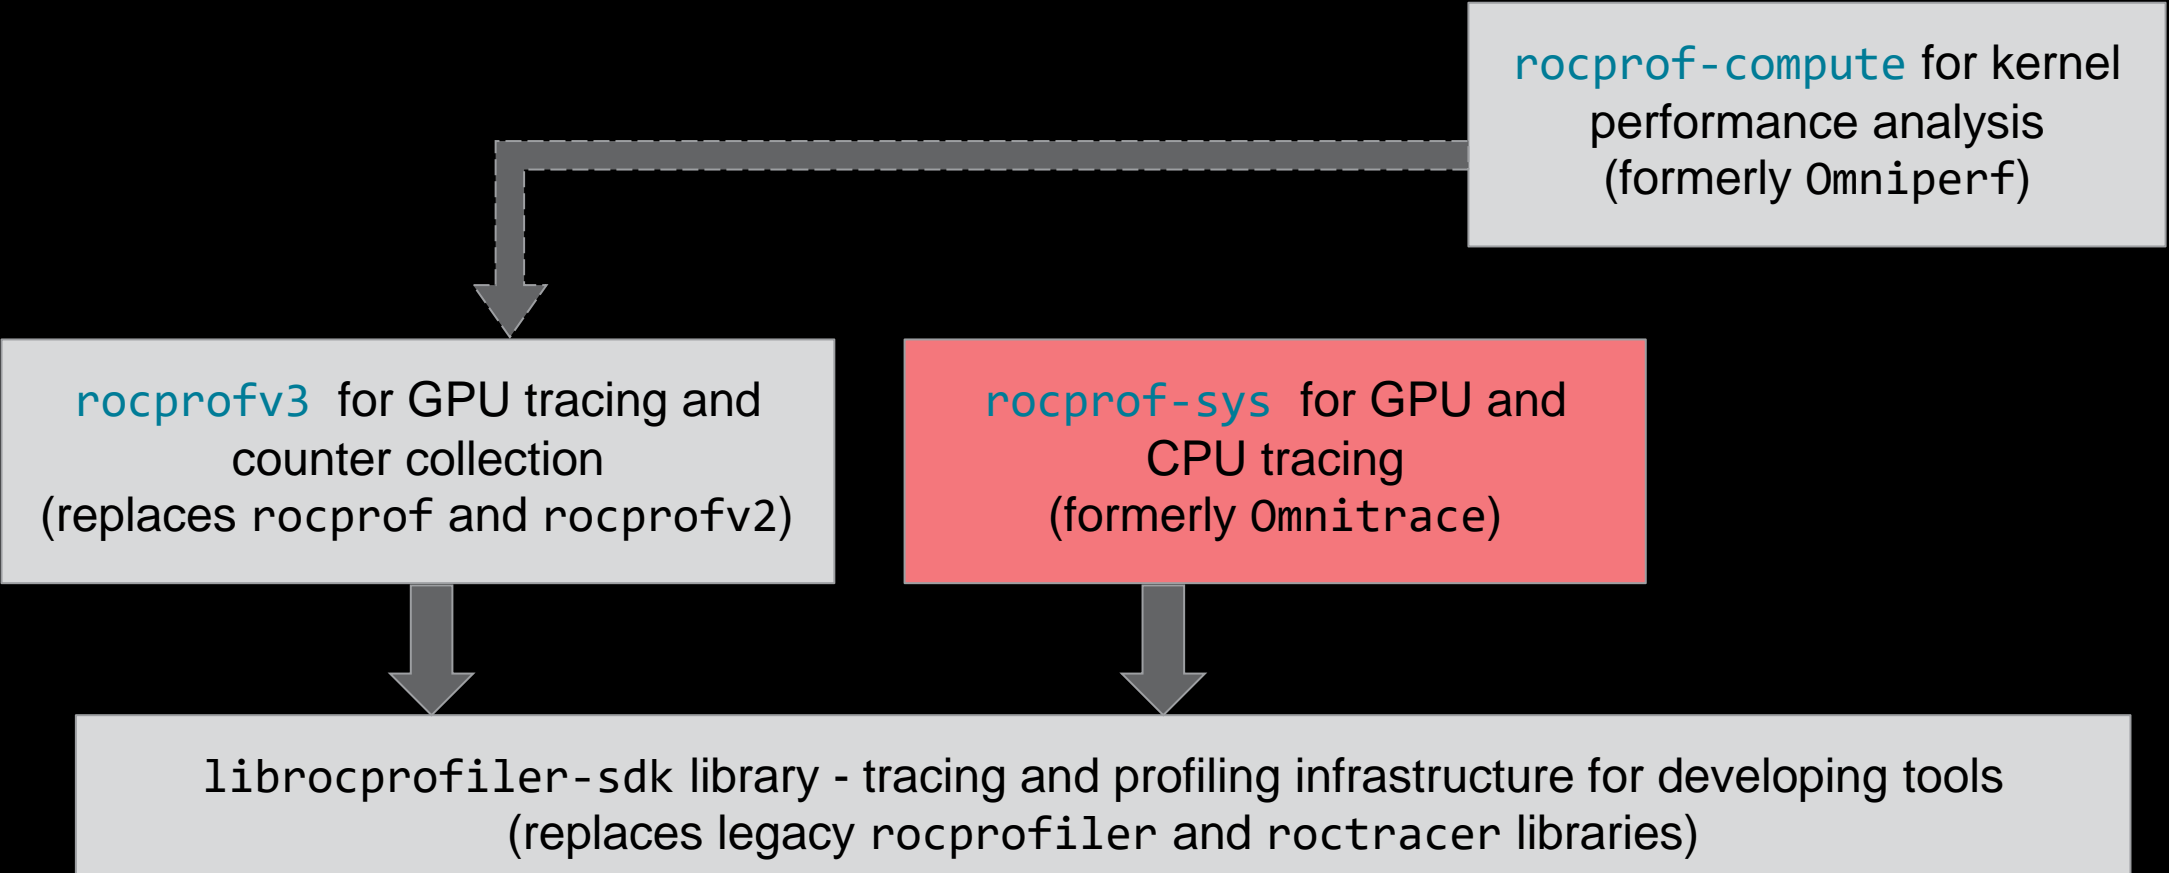 rocprof-compute for kernel
performance analysis
(formerly Omniperf)
rocprofv3 for GPU tracing and
counter collection
(replaces rocprof and rocprofv2)
rocprof-sys for GPU and
CPU tracing
(formerly Omnitrace)
librocprofiler-sdk library - tracing and profiling infrastructure for developing tools
(replaces legacy rocprofiler and roctracer libraries)